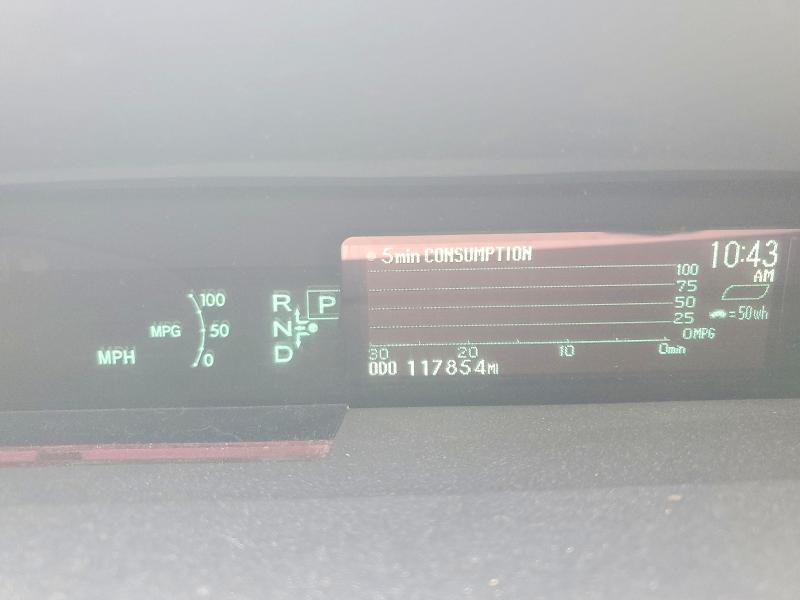 5min CONSUMPTION
10:43
AM
100
75
50
25
0MPG
=50wh
30 20 10 0min
ODO 117854MI
100
MPG 50
0
MPH
R P
N
D